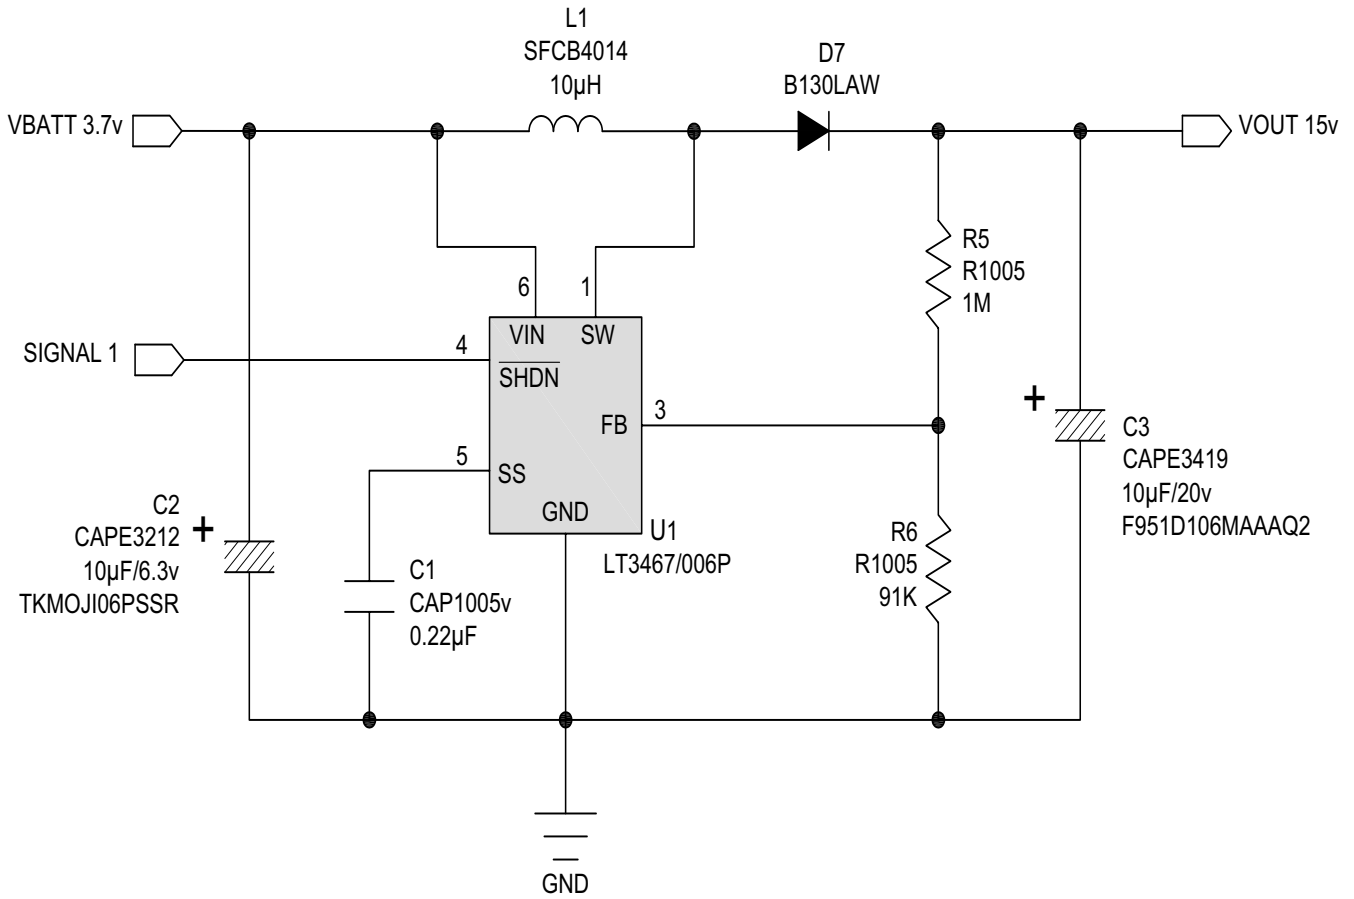 L1
SFCB4014
10µH
D7
B130LAW
VBATT 3.7v
VOUT 15v
R5
R1005
1M
6
1
VIN
SW
SIGNAL 1
4
SHDN
FB
3
+
C3
CAPE3419
10µF/20v
F951D106MAAAQ2
5
SS
GND
U1
LT3467/006P
C2
CAPE3212
10µF/6.3v
TKMOJI06PSSR
+
C1
CAP1005v
0.22µF
R6
R1005
91K
GND